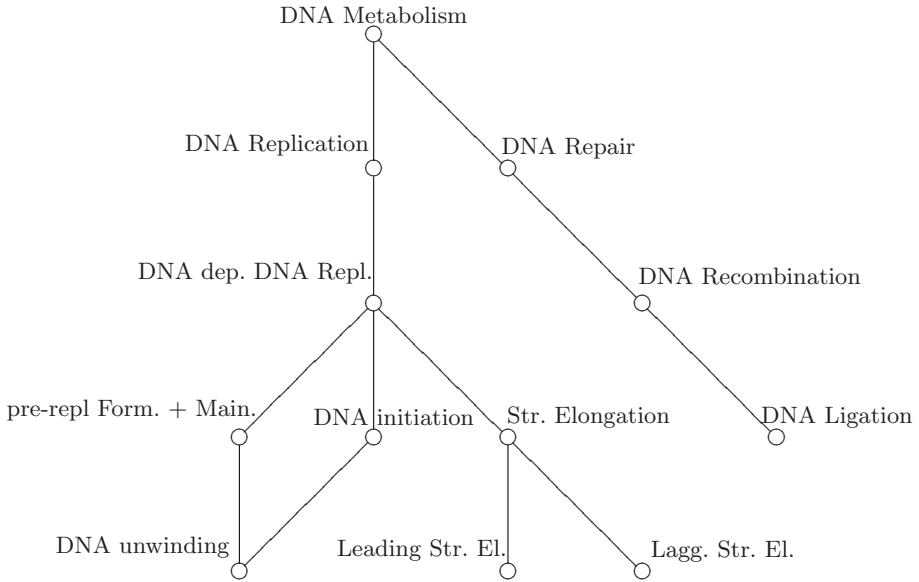 DNA Metabolism
DNA Replication
DNA Repair
DNA dep. DNA Repl.
DNA Recombination
pre-repl Form. + Main.
DNA initiation
Str. Elongation
DNA Ligation
DNA unwinding
Leading Str. El.
Lagg. Str. El.